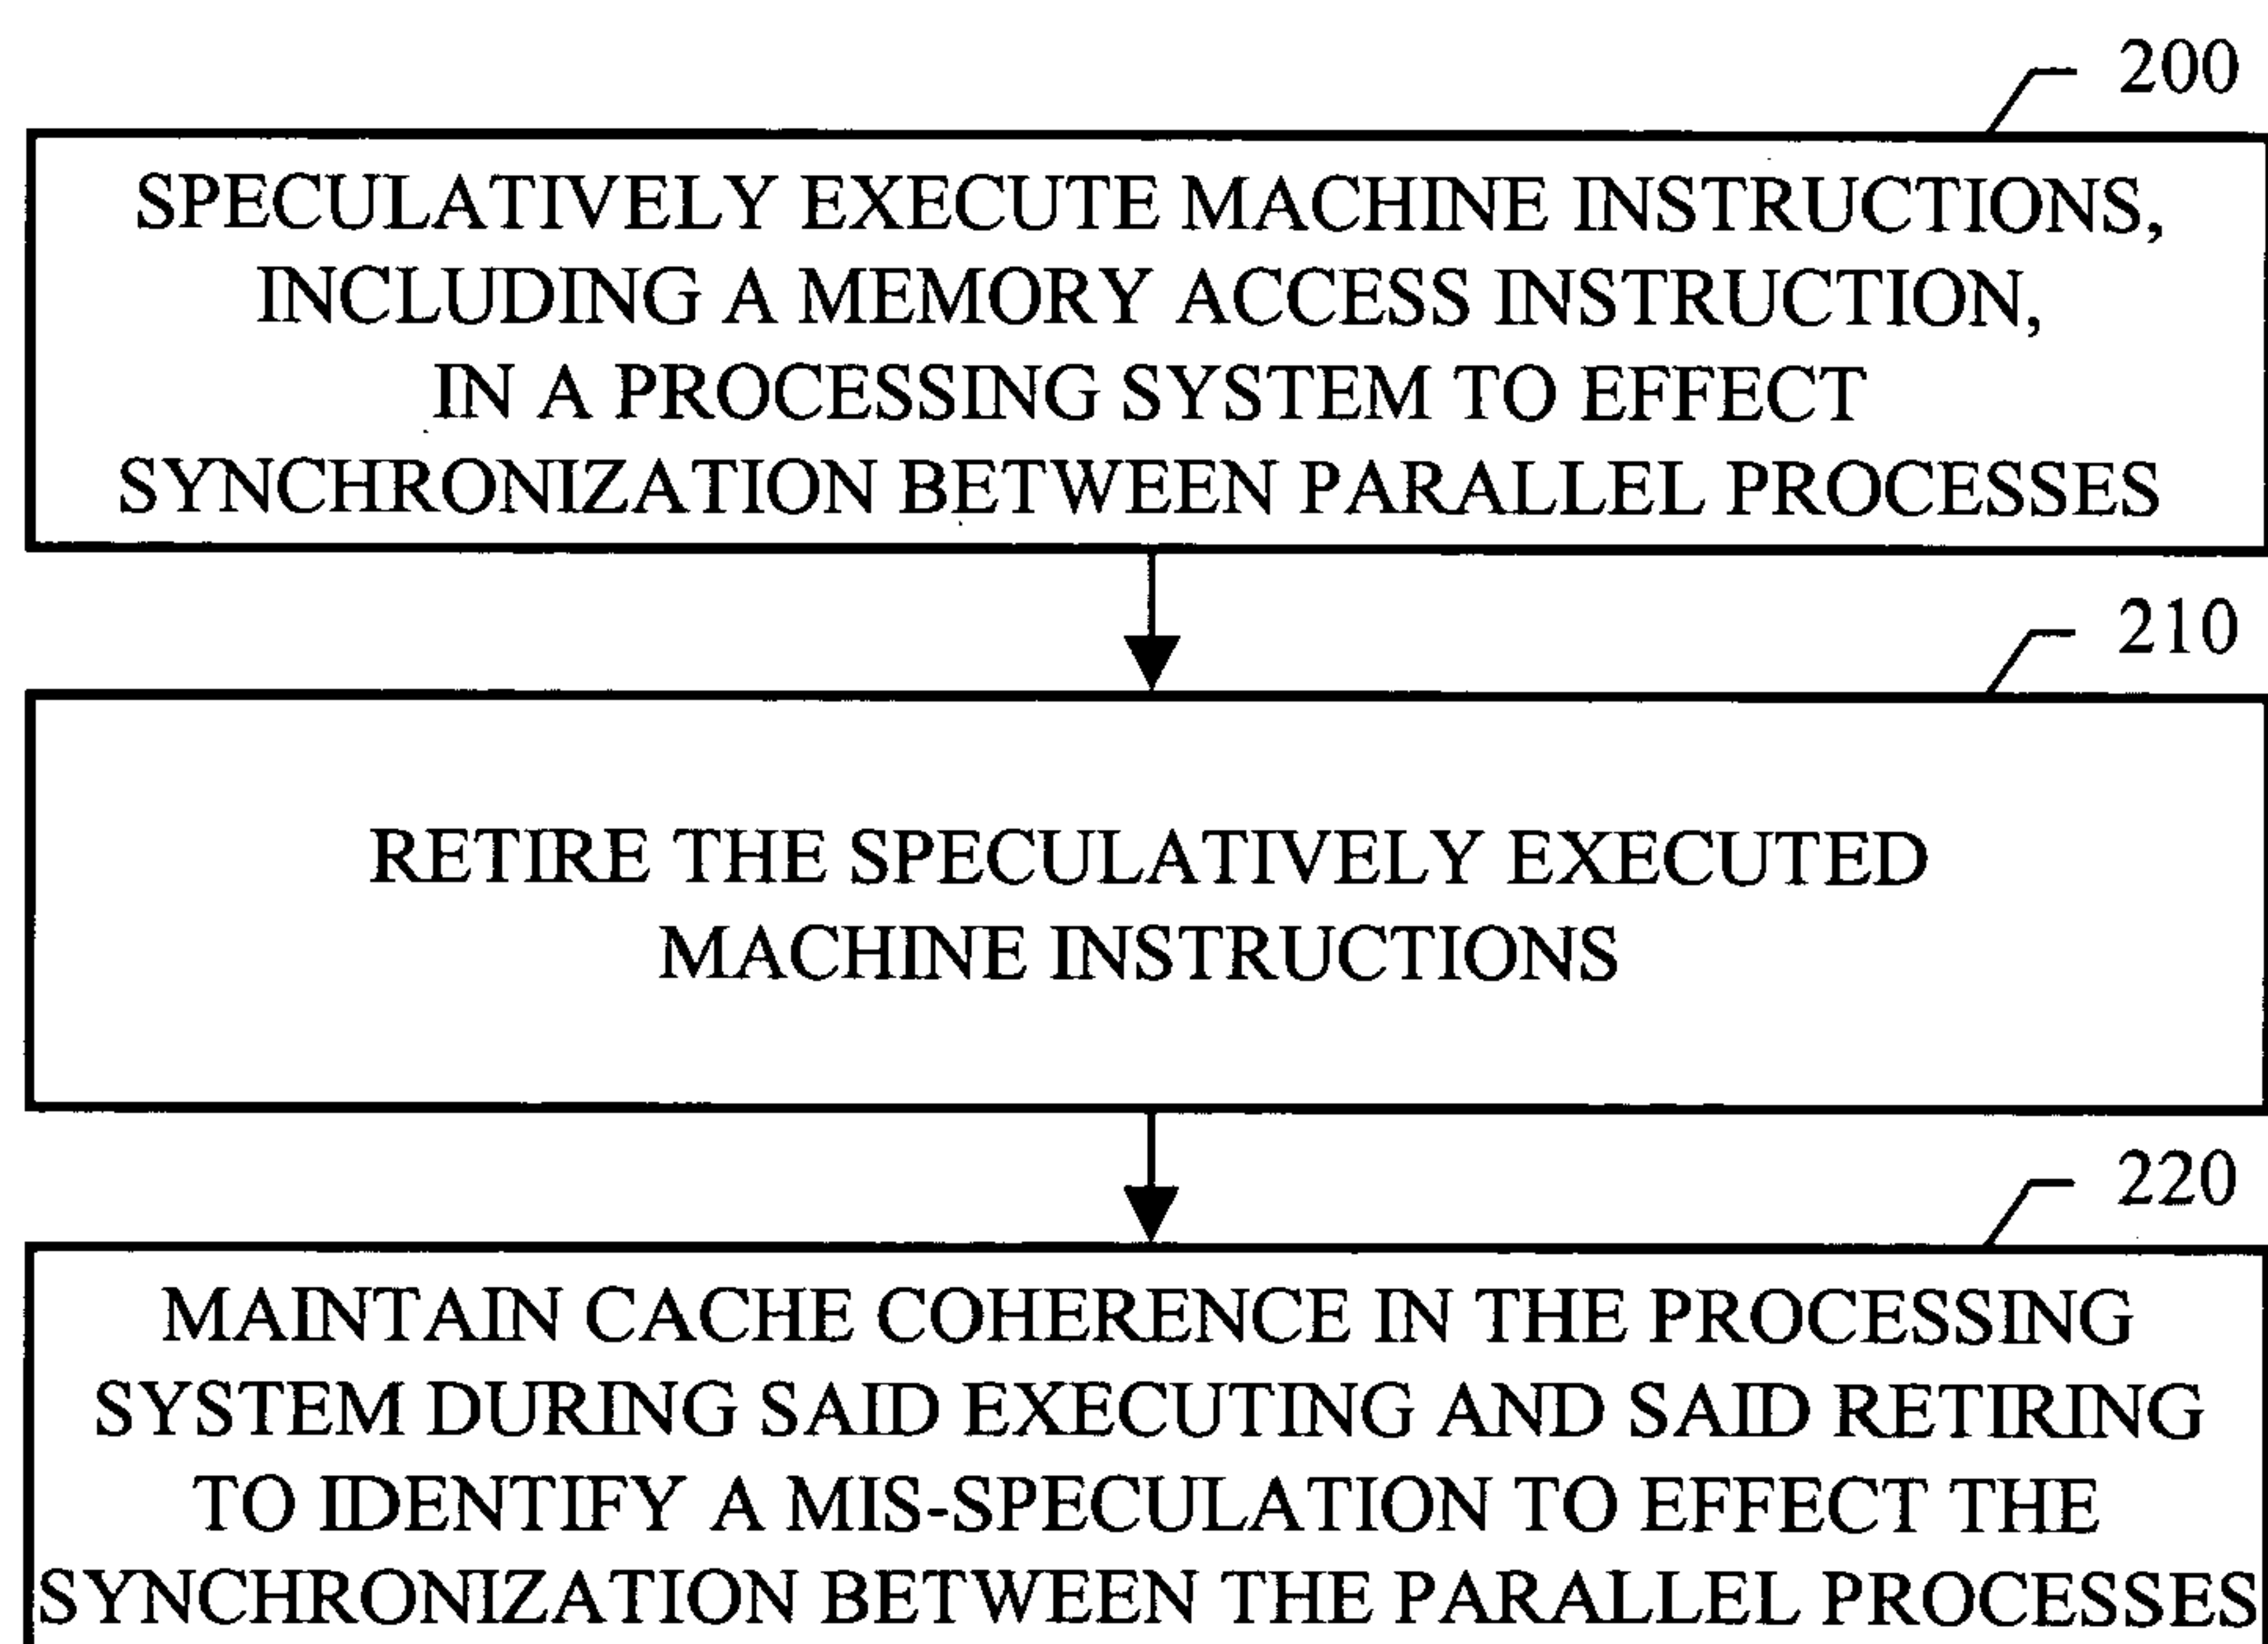 200
SPECULATIVELY EXECUTE MACHINE INSTRUCTIONS,
INCLUDING A MEMORY ACCESS INSTRUCTION,
IN A PROCESSING SYSTEM TO EFFECT
SYNCHRONIZATION BETWEEN PARALLEL PROCESSES
210
RETIRE THE SPECULATIVELY EXECUTED
MACHINE INSTRUCTIONS
220
MAINTAIN CACHE COHERENCE IN THE PROCESSING
SYSTEM DURING SAID EXECUTING AND SAID RETIRING
TO IDENTIFY A MIS-SPECULATION TO EFFECT THE
SYNCHRONIZATION BETWEEN THE PARALLEL PROCESSES